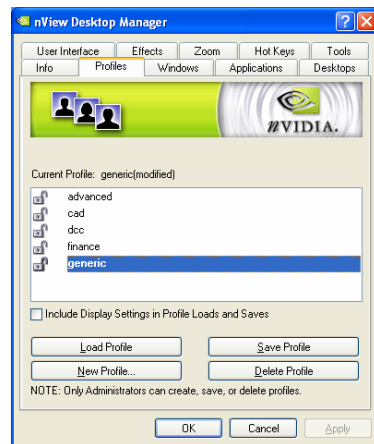 nView Desktop Manager
User Interface Effects Zoom Hot Keys Tools
Info Profiles Windows Applications Desktops
nVIDIA.
Current Profile: generic(modified)
advanced
cad
dcc
finance
generic
Include Display Settings in Profile Loads and Saves
Load Profile Save Profile
New Profile... Delete Profile
NOTE: Only Administrators can create, save, or delete profiles.
OK Cancel Apply